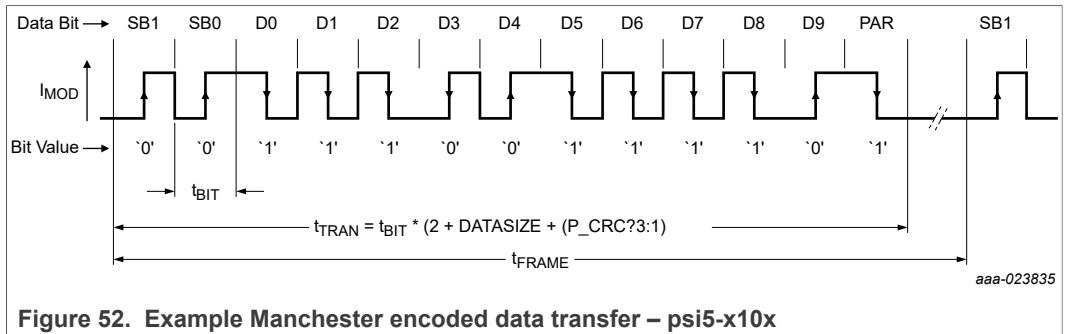 Data Bit SB1 SB0 D0 D1 D2 D3 D4 D5 D6 D7 D8 D9 PAR SB1
IMOD
Bit Value `0' `0' `1' `1' `1' `0' `0' `1' `1' `1' `1' `0' `1'
tBIT
tTRAN = tBIT * (2 + DATASIZE + (P_CRC?3:1)
tFRAME
aaa-023835
Figure 52. Example Manchester encoded data transfer – psi5-x10x